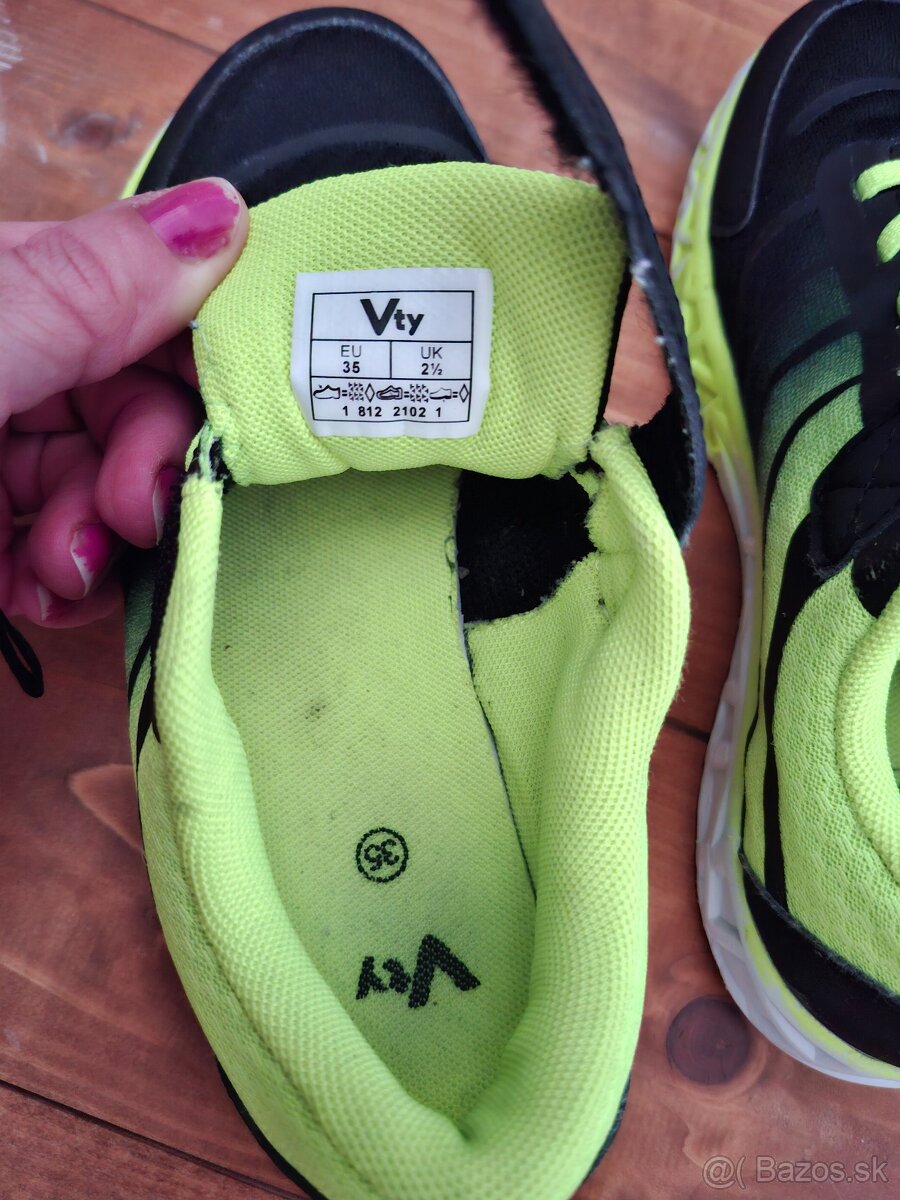 Vty
EU UK
35 2½
1 812 2102 1
35
Vty
@( Bazos.sk